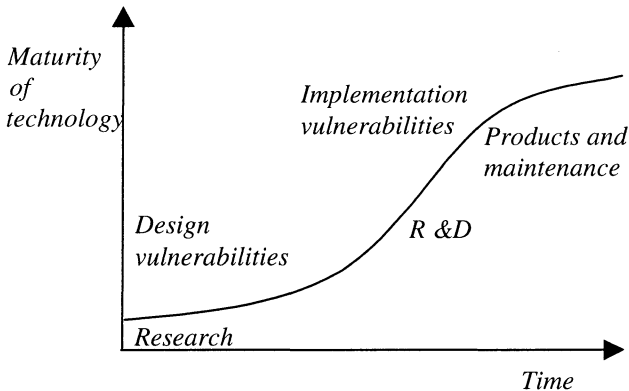 Maturity
of
technology
Implementation
vulnerabilities
Products and
maintenance
Design
vulnerabilities
R &D
Research
Time